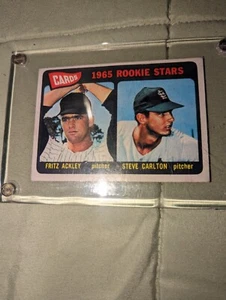 CARDS
1965 ROOKIE STARS
FRITZ ACKLEY pitcher
STEVE CARLTON pitcher